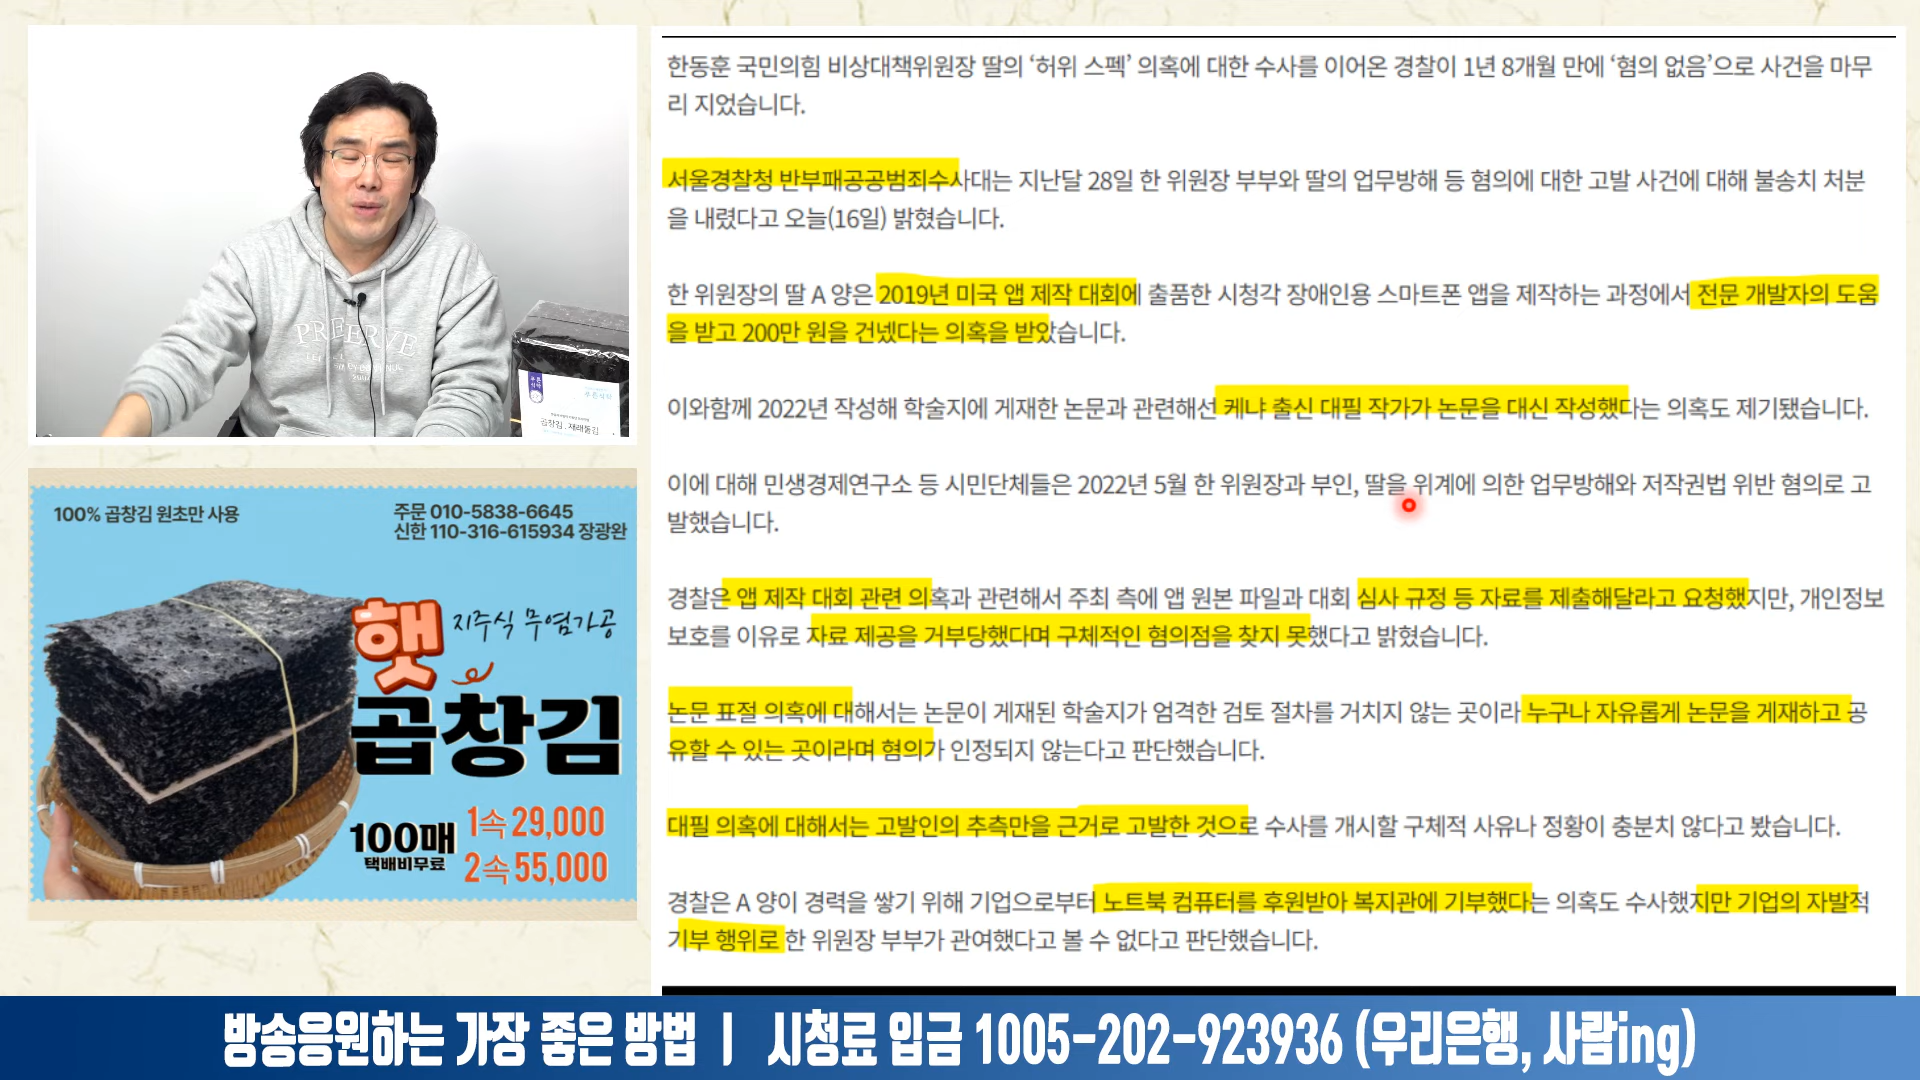 한동훈 국민의힘 비상대책위원장 딸의 ‘허위 스펙’ 의혹에 대한 수사를 이어온 경찰이 1년 8개월 만에 ‘혐의 없음’으로 사건을 마무
리 지었습니다.
서울경찰청 반부패공공범죄수사대는 지난달 28일 한 위원장 부부와 딸의 업무방해 등 혐의에 대한 고발 사건에 대해 불송치 처분
을 내렸다고 오늘(16일) 밝혔습니다.
한 위원장의 딸 A 양은 2019년 미국 앱 제작 대회에 출품한 시청각 장애인용 스마트폰 앱을 제작하는 과정에서 전문 개발자의 도움
을 받고 200만 원을 건넸다는 의혹을 받았습니다.
이와함께 2022년 작성해 학술지에 게재한 논문과 관련해선 케냐 출신 대필 작가가 논문을 대신 작성했다는 의혹도 제기됐습니다.
이에 대해 민생경제연구소 등 시민단체들은 2022년 5월 한 위원장과 부인, 딸을 위계에 의한 업무방해와 저작권법 위반 혐의로 고
발했습니다.
경찰은 앱 제작 대회 관련 의혹과 관련해서 주최 측에 앱 원본 파일과 대회 심사 규정 등 자료를 제출해달라고 요청했지만, 개인정보
보호를 이유로 자료 제공을 거부당했다며 구체적인 혐의점을 찾지 못했다고 밝혔습니다.
논문 표절 의혹에 대해서는 논문이 게재된 학술지가 엄격한 검토 절차를 거치지 않는 곳이라 누구나 자유롭게 논문을 게재하고 공
유할 수 있는 곳이라며 혐의가 인정되지 않는다고 판단했습니다.
대필 의혹에 대해서는 고발인의 추측만을 근거로 고발한 것으로 수사를 개시할 구체적 사유나 정황이 충분치 않다고 봤습니다.
경찰은 A 양이 경력을 쌓기 위해 기업으로부터 노트북 컴퓨터를 후원받아 복지관에 기부했다는 의혹도 수사했지만 기업의 자발적
기부 행위로 한 위원장 부부가 관여했다고 볼 수 없다고 판단했습니다.
PRESERVE
곱창김 . 재래돌김
100% 곱창김 원초만 사용
주문 010-5838-6645
신한 110-316-615934 장광완
햇 지주식 무염가공
곱창김
100매
택배비무료
1속 29,000
2속 55,000
방송응원하는 가장 좋은 방법 | 시청료 입금 1005-202-923936 (우리은행, 사람ing)